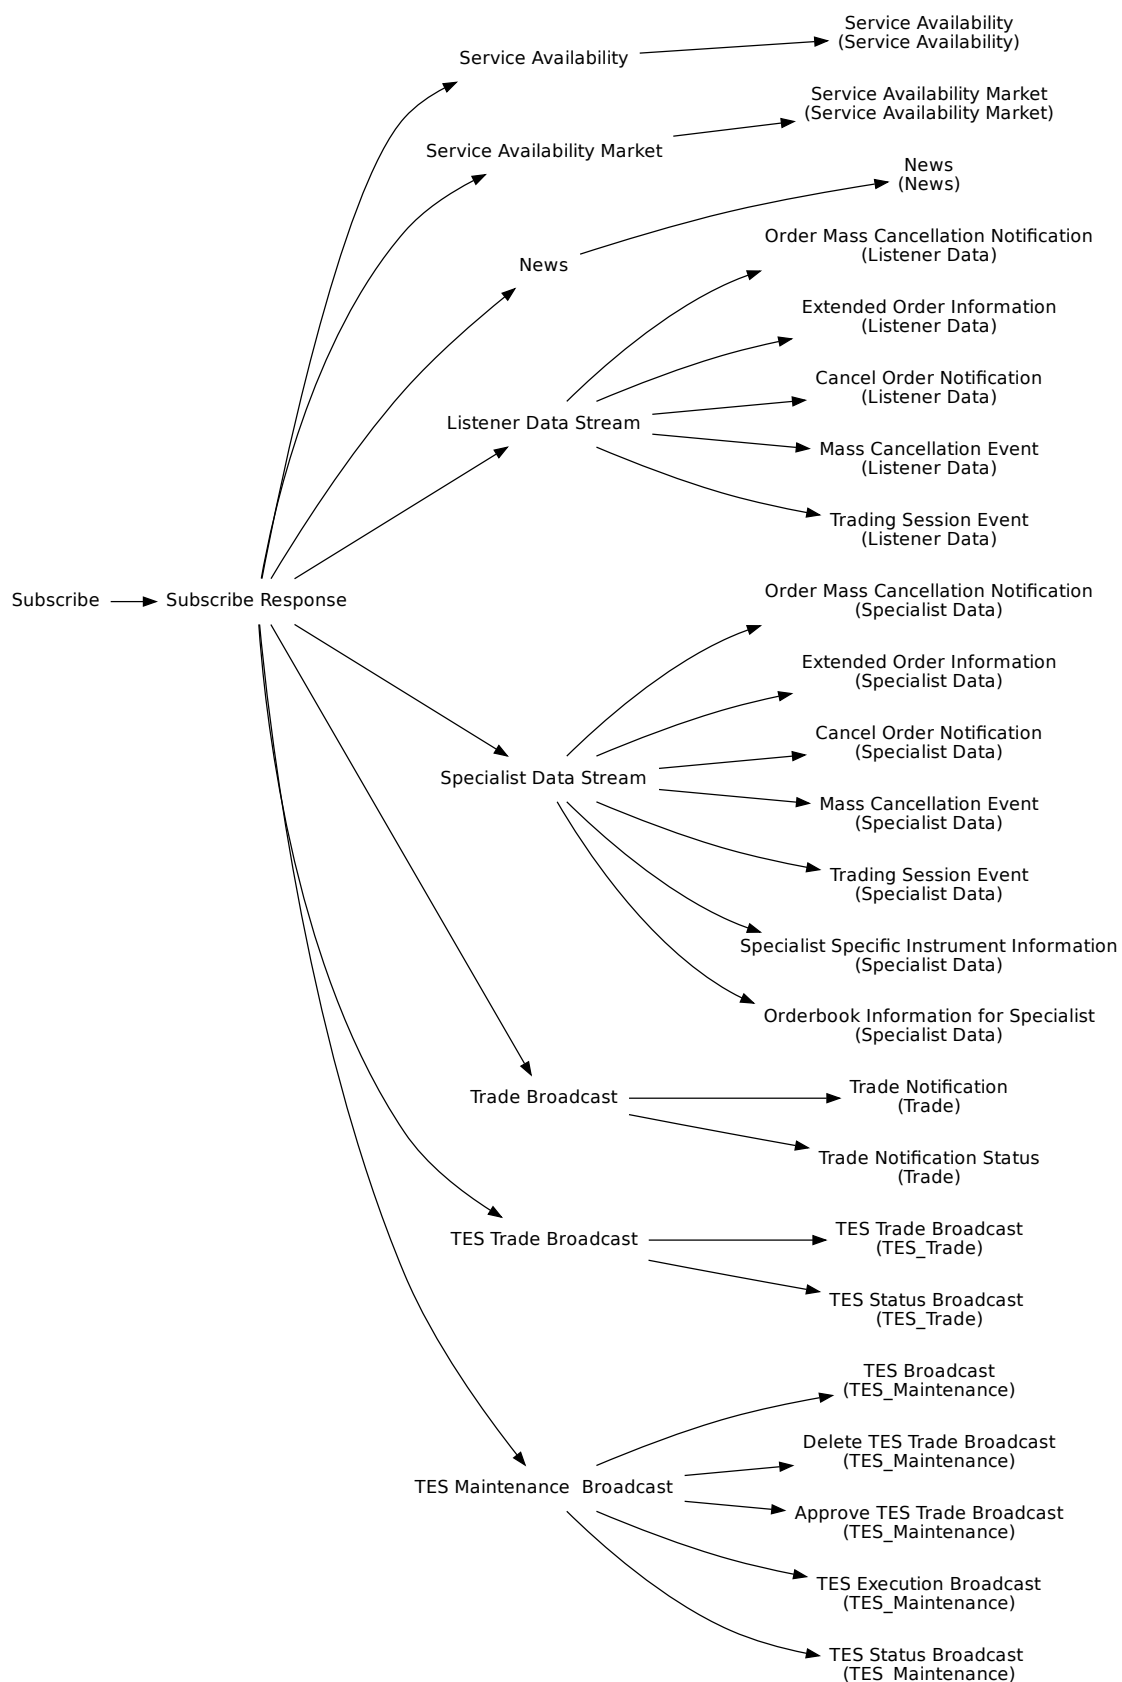 Subscribe
Subscribe Response
Service Availability
Service Availability
(Service Availability)
Service Availability Market
Service Availability Market
(Service Availability Market)
News
News
(News)
Listener Data Stream
Order Mass Cancellation Notification
(Listener Data)
Extended Order Information
(Listener Data)
Cancel Order Notification
(Listener Data)
Mass Cancellation Event
(Listener Data)
Trading Session Event
(Listener Data)
Specialist Data Stream
Order Mass Cancellation Notification
(Specialist Data)
Extended Order Information
(Specialist Data)
Cancel Order Notification
(Specialist Data)
Mass Cancellation Event
(Specialist Data)
Trading Session Event
(Specialist Data)
Specialist Specific Instrument Information
(Specialist Data)
Orderbook Information for Specialist
(Specialist Data)
Trade Broadcast
Trade Notification
(Trade)
Trade Notification Status
(Trade)
TES Trade Broadcast
TES Trade Broadcast
(TES_Trade)
TES Status Broadcast
(TES_Trade)
TES Maintenance  Broadcast
TES Broadcast
(TES_Maintenance)
Delete TES Trade Broadcast
(TES_Maintenance)
Approve TES Trade Broadcast
(TES_Maintenance)
TES Execution Broadcast
(TES_Maintenance)
TES Status Broadcast
(TES_Maintenance)